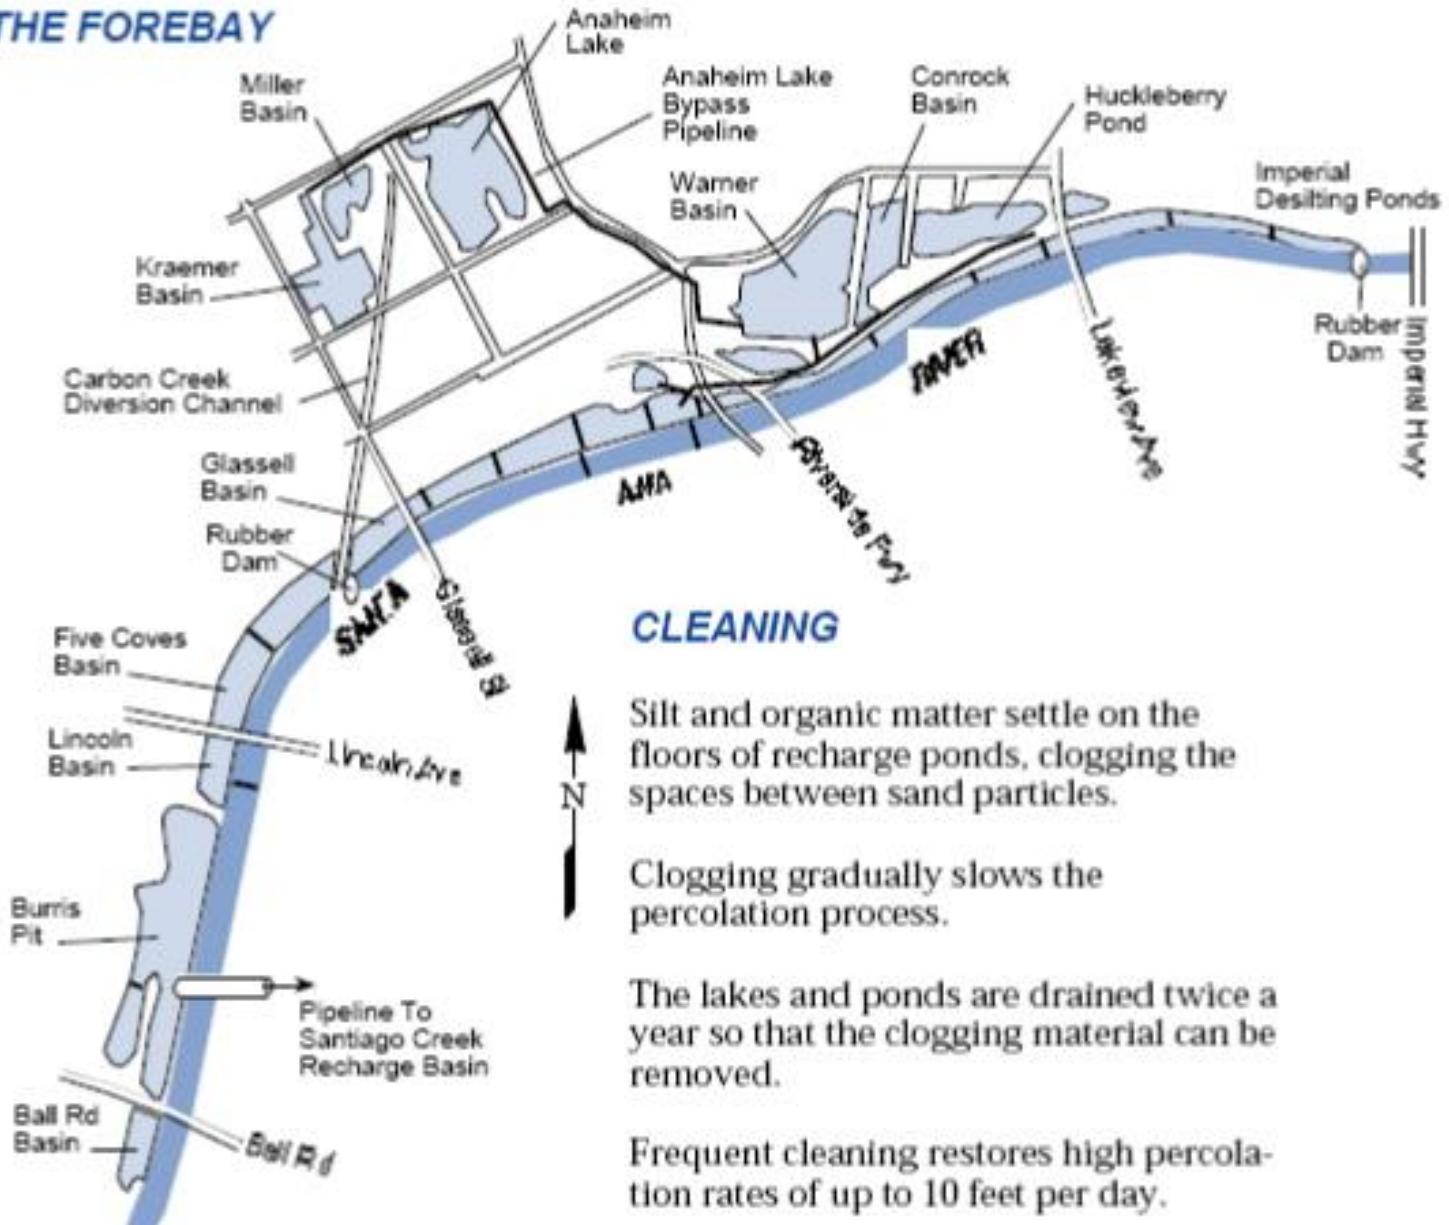 THE FOREBAY
Anaheim
Lake
Miller
Basin
Anaheim Lake
Bypass
Pipeline
Conrock
Basin
Huckleberry
Pond
Warner
Basin
Imperial
Desilting Ponds
Kraemer
Basin
Rubber
Dam
Imperial Hwy
Lakeview Ave
RIVER
Carbon Creek
Diversion Channel
Glassell
Basin
ANA
Riverside Fwy
Rubber
Dam
SANTA
Glassell St
Five Coves
Basin
Lincoln
Basin
Lincoln Ave
Burris
Pit
Pipeline To
Santiago Creek
Recharge Basin
Ball Rd
Basin
Ball Rd
N
CLEANING
Silt and organic matter settle on the
floors of recharge ponds, clogging the
spaces between sand particles.
Clogging gradually slows the
percolation process.
The lakes and ponds are drained twice a
year so that the clogging material can be
removed.
Frequent cleaning restores high percola-
tion rates of up to 10 feet per day.